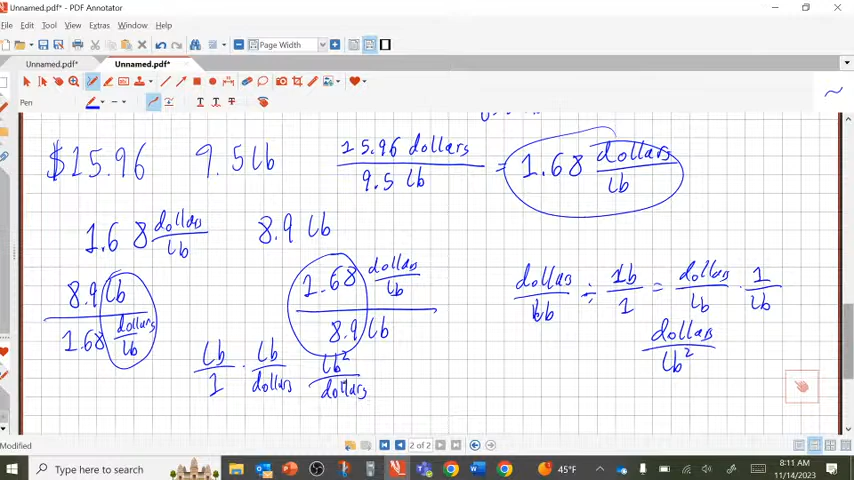 Unnamed.pdf* - PDF Annotator
File Edit Tool View Extras Window Help
Page Width
Unnamed.pdf* Unnamed.pdf*
Pen
$15.96 9.5 lb 15.96 dollars / 9.5 lb = 1.68 dollars / lb
1.68 dollars / lb 8.9 lb
8.9 lb / 1.68 dollars / lb
1.68 dollars / lb / 8.9 lb
dollars / lb ÷ lb / 1 = dollars / lb · 1 / lb
dollars / lb²
lb / 1 · lb / dollars lb² / dollars
Modified
2 of 2
Type here to search
45°F
8:11 AM
11/14/2023